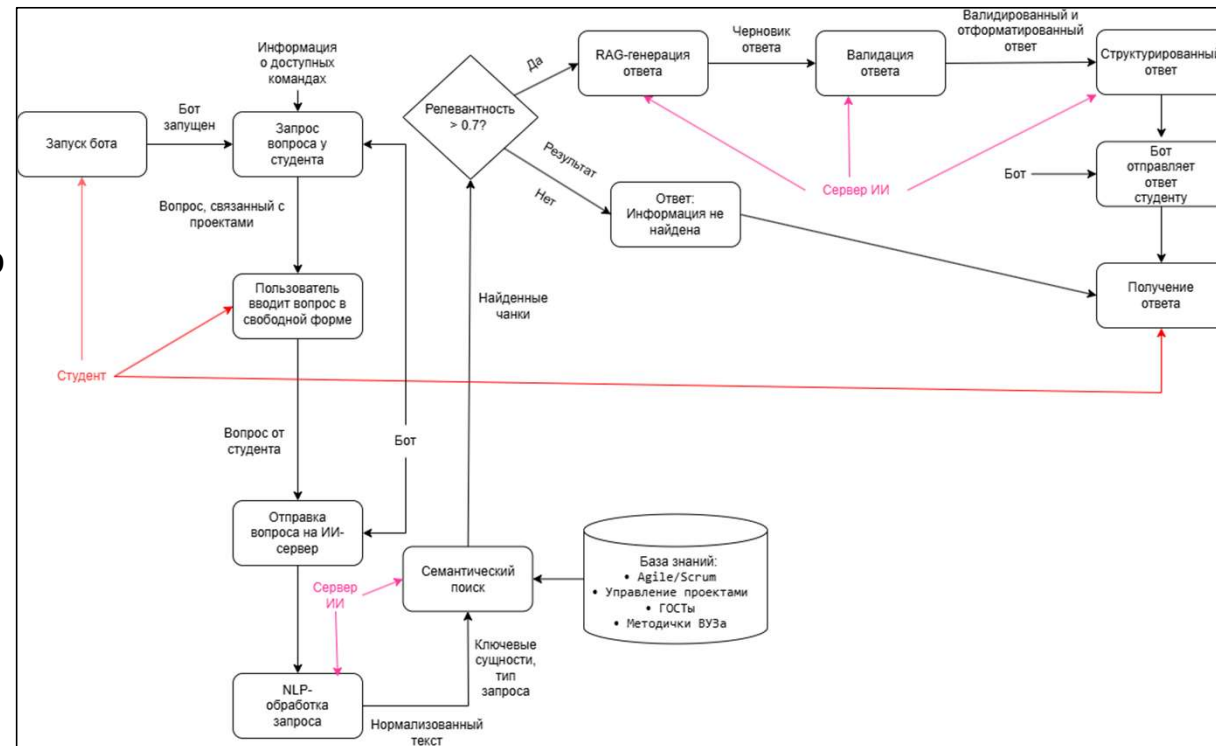 Информация
о доступных
командах
Бот
запущен
Запуск бота
Запрос
вопроса у
студента
Вопрос, связанный с
проектами
Пользователь
вводит вопрос в
свободной форме
Студент
Вопрос от
студента
Бот
Отправка
вопроса на ИИ-
сервер
Сервер
ИИ
NLP-
обработка
запроса
Нормализованный
текст
Ключевые
сущности,
тип
запроса
Семантический
поиск
База знаний:
• Agile/Scrum
• Управление проектами
• ГОСТы
• Методички ВУЗа
Найденные
чанки
Релевантность
> 0.7?
Да
Результат
Нет
RAG-генерация
ответа
Черновик
ответа
Валидация
ответа
Валидированный и
отформатированный
ответ
Структурированный
ответ
Сервер ИИ
Ответ:
Информация не
найдена
Бот
Бот
отправляет
ответ
студенту
Получение
ответа